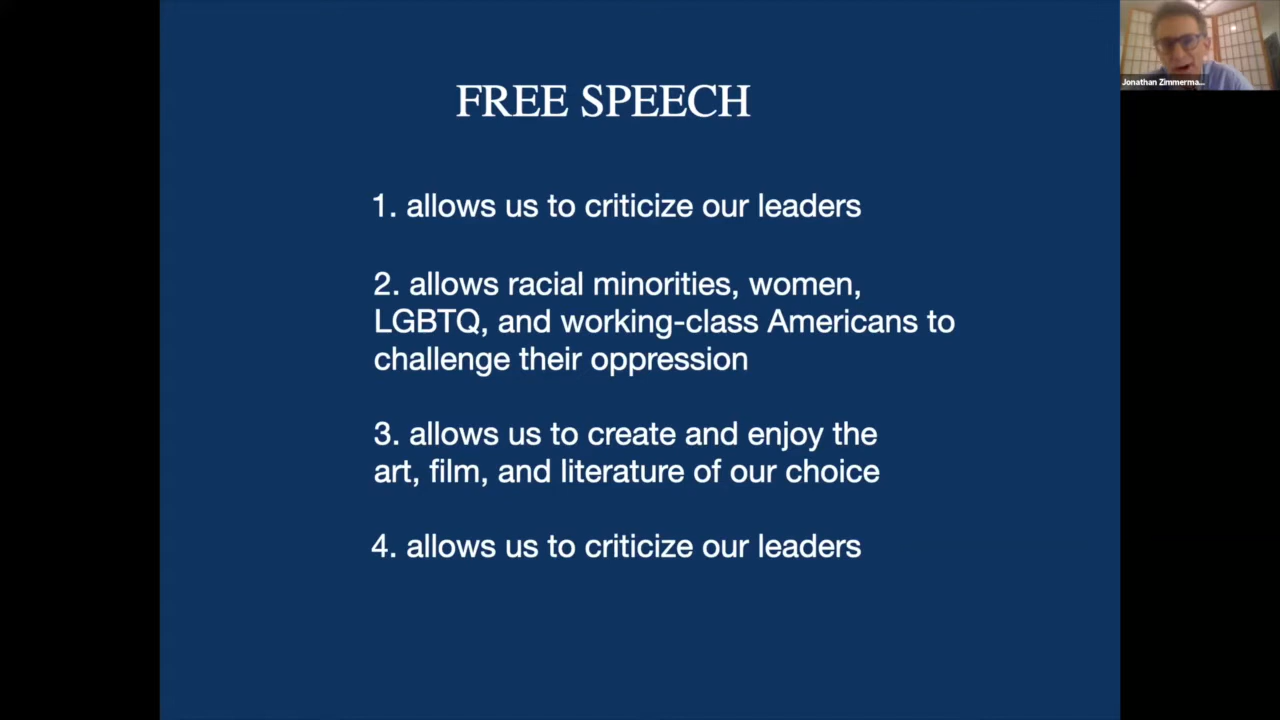 FREE SPEECH
1. allows us to criticize our leaders
2. allows racial minorities, women,
LGBTQ, and working-class Americans to
challenge their oppression
3. allows us to create and enjoy the
art, film, and literature of our choice
4. allows us to criticize our leaders
Jonathan Zimmerma...